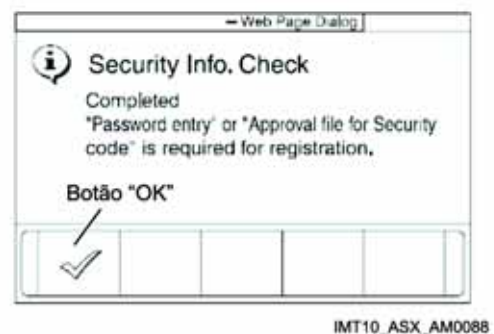 – Web Page Dialog
Security Info. Check
Completed
"Password entry" or "Approval file for Security
code" is required for registration.
Botão "OK"
IMT10_ASX_AM0088